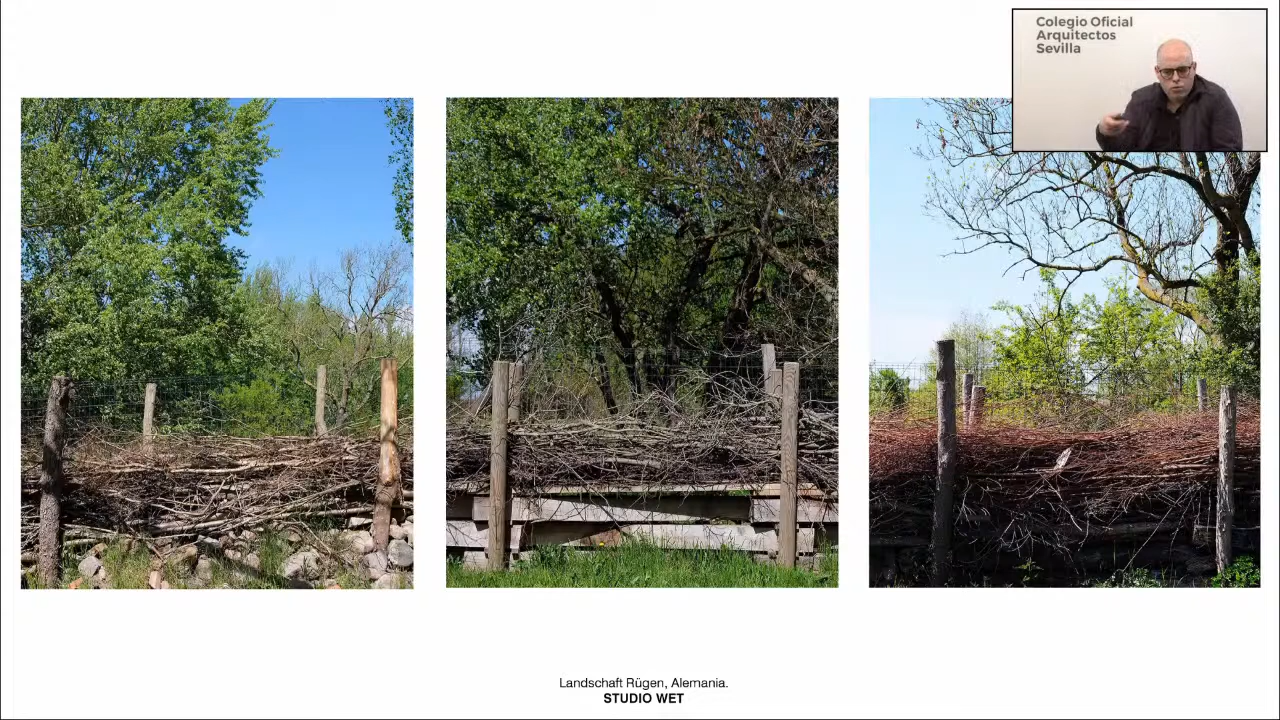 Colegio Oficial
Arquitectos
Sevilla
Landschaft Rügen, Alemania.
STUDIO WET